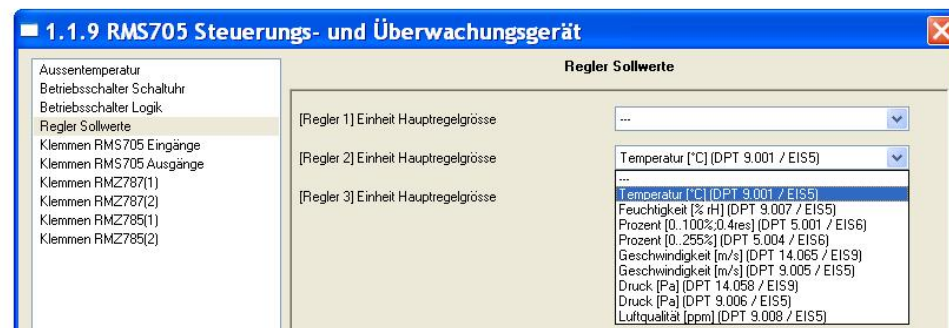 1.1.9 RMS705 Steuerungs- und Überwachungsgerät
Aussentemperatur
Betriebsschalter Schaltuhr
Betriebsschalter Logik
Regler Sollwerte
Klemmen RMS705 Eingänge
Klemmen RMS705 Ausgänge
Klemmen RMZ787(1)
Klemmen RMZ787(2)
Klemmen RMZ785(1)
Klemmen RMZ785(2)
Regler Sollwerte
[Regler 1] Einheit Hauptregelgrösse
---
[Regler 2] Einheit Hauptregelgrösse
Temperatur [°C] (DPT 9.001 / EIS5)
[Regler 3] Einheit Hauptregelgrösse
---
Temperatur [°C] (DPT 9.001 / EIS5)
Feuchtigkeit [% rH] (DPT 9.007 / EIS5)
Prozent [0..100%;0.4res] (DPT 5.001 / EIS6)
Prozent [0..255%] (DPT 5.004 / EIS6)
Geschwindigkeit [m/s] (DPT 14.065 / EIS9)
Geschwindigkeit [m/s] (DPT 9.005 / EIS5)
Druck [Pa] (DPT 14.058 / EIS9)
Druck [Pa] (DPT 9.006 / EIS5)
Luftqualität [ppm] (DPT 9.008 / EIS5)